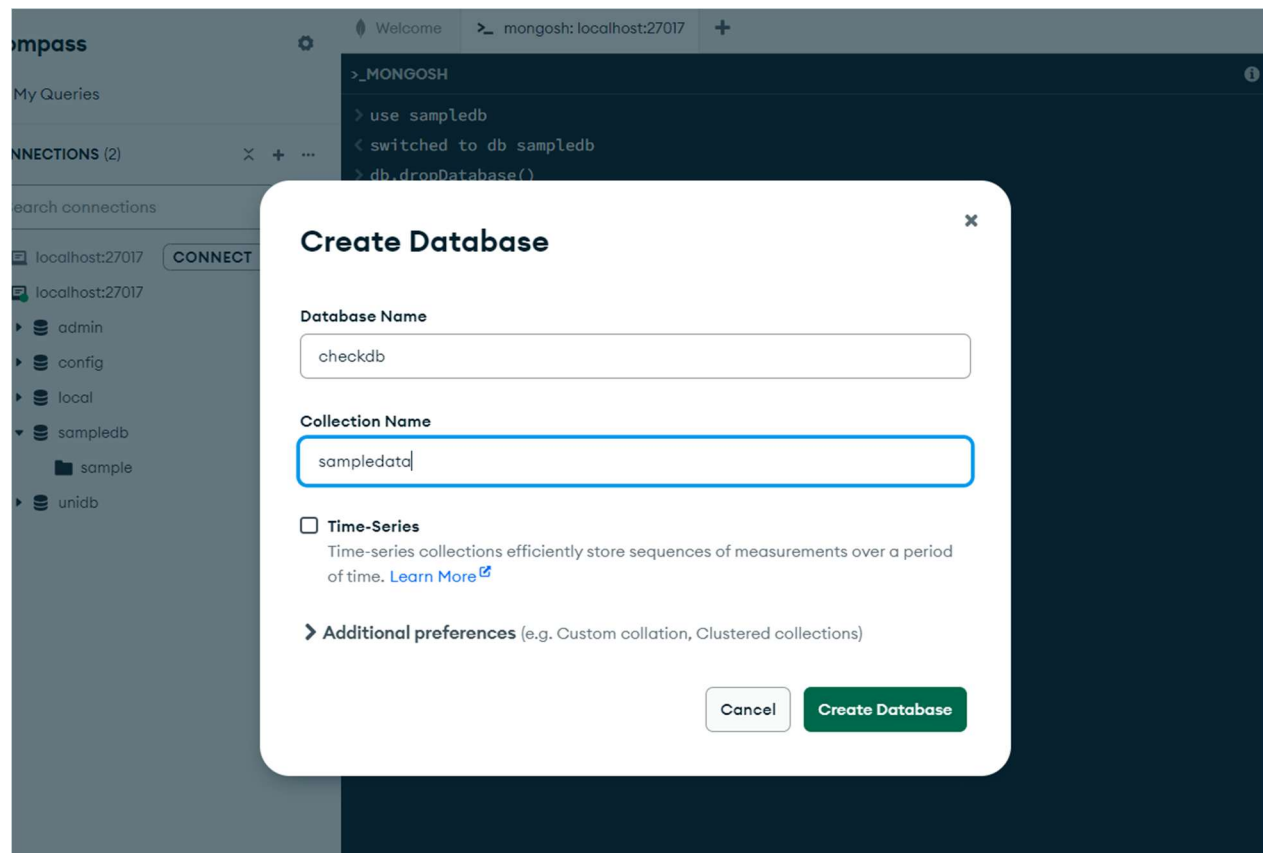 ompass
My Queries
NNECTIONS (2)
earch connections
localhost:27017 CONNECT
localhost:27017
admin
config
local
sampledb
sample
unidb
Welcome >_ mongosh: localhost:27017 +
>_MONGOSH
> use sampledb
< switched to db sampledb
> db.dropDatabase()
Create Database
Database Name
checkdb
Collection Name
sampledata
Time-Series
Time-series collections efficiently store sequences of measurements over a period
of time. Learn More
Additional preferences (e.g. Custom collation, Clustered collections)
Cancel Create Database